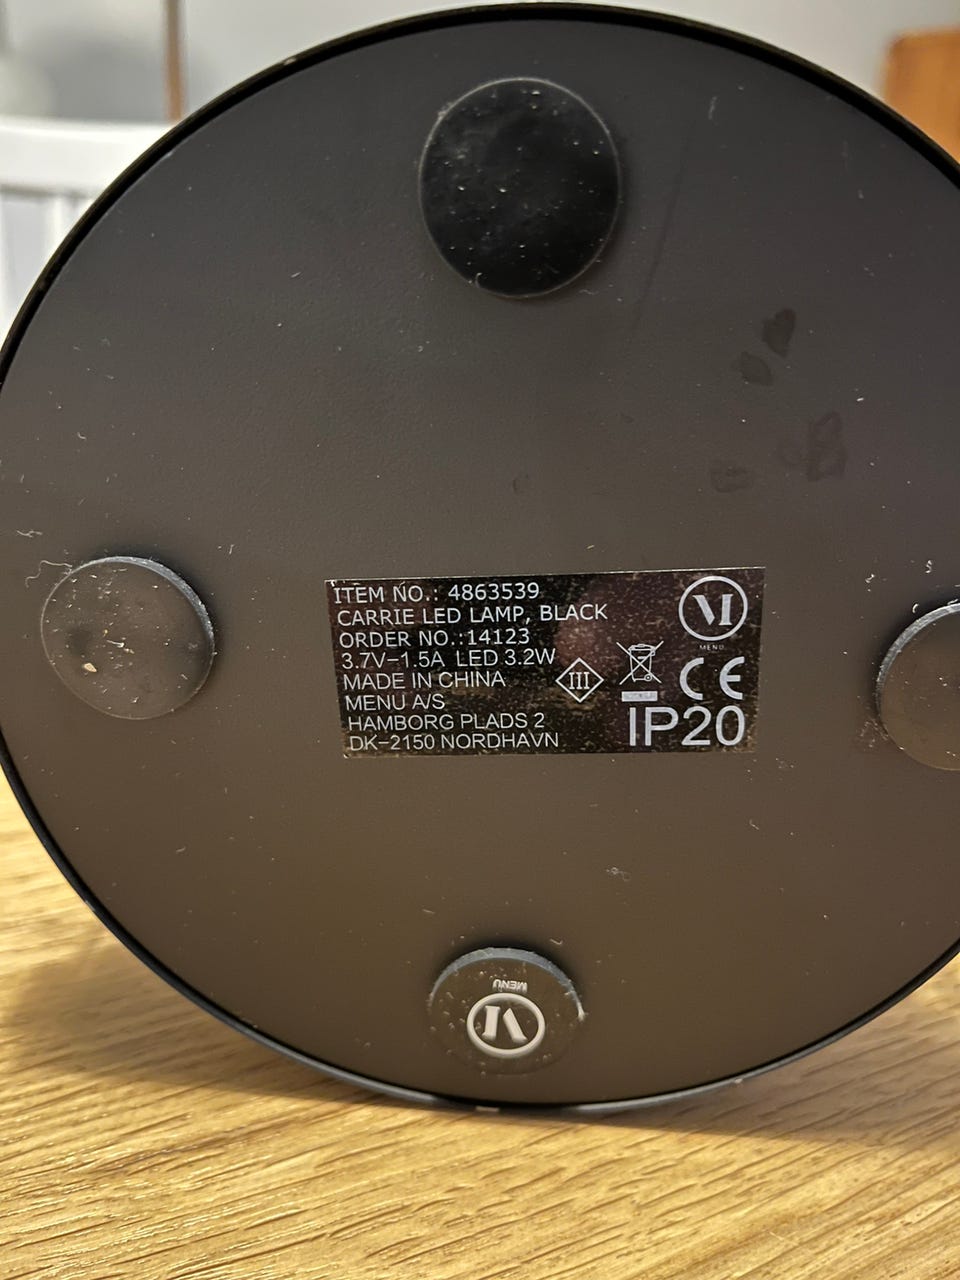 ITEM NO.: 4863539
CARRIE LED LAMP, BLACK
ORDER NO.:14123
3.7V-1.5A LED 3.2W
MADE IN CHINA
MENU A/S
HAMBORG PLADS 2
DK-2150 NORDHAVN
M
MENU
III
CE
IP20
MENU
M